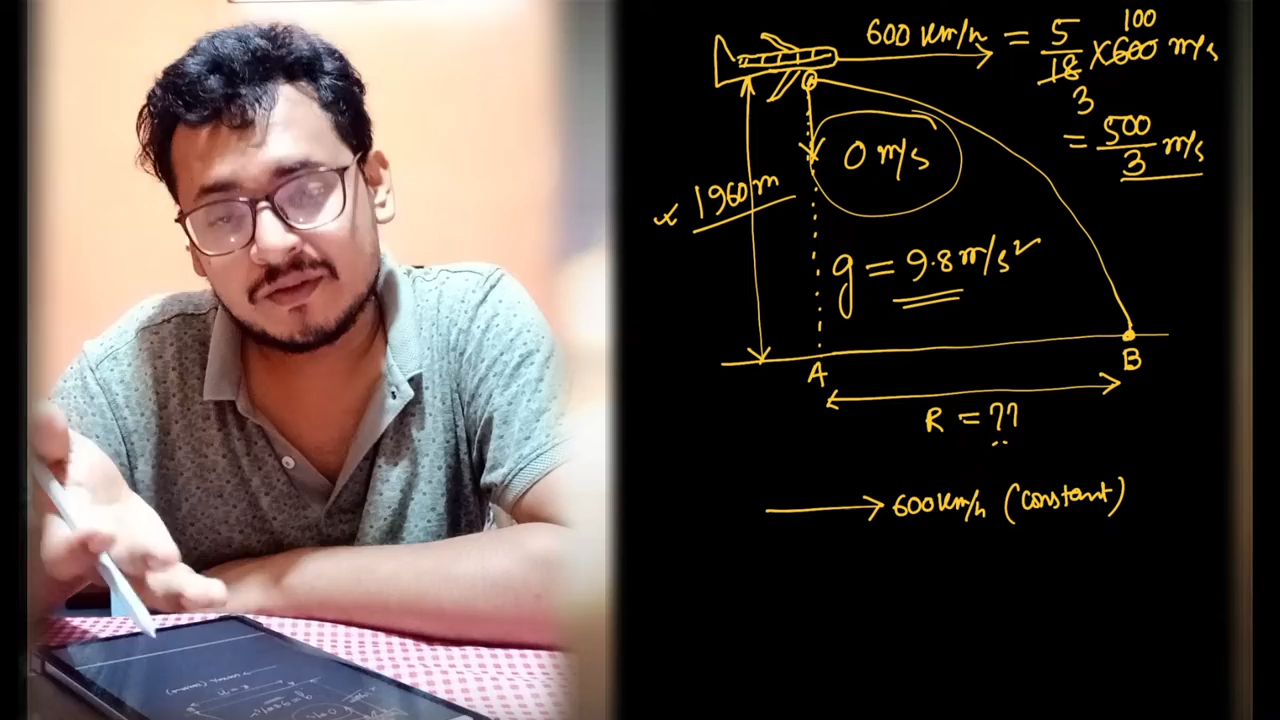 600 km/h = 5/18 × 600 m/s
100
3
= 500/3 m/s
0 m/s
1960 m
g = 9.8 m/s²
A
B
R = ??
600 km/h (constant)